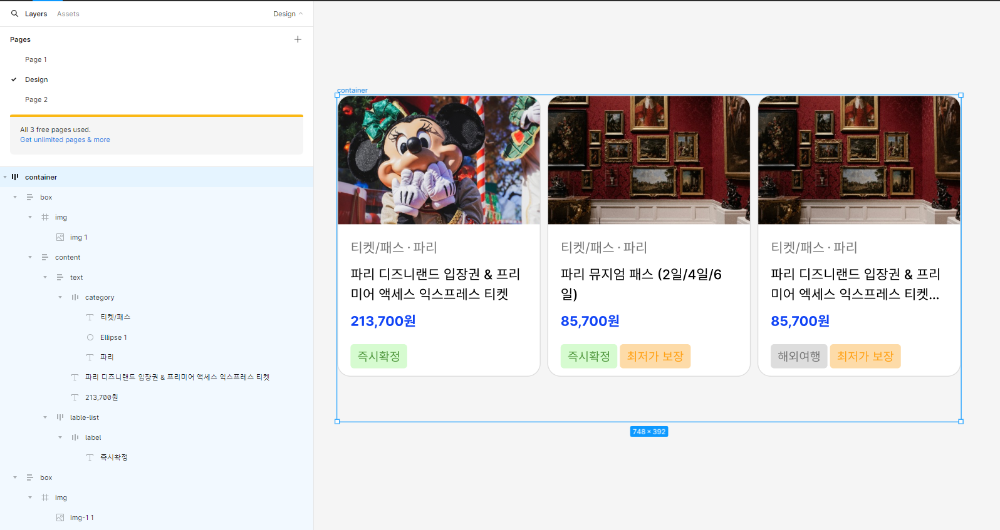 Layers Assets Design
Pages
Page 1
Design
Page 2
All 3 free pages used.
Get unlimited pages & more
container
box
img
img 1
content
text
category
티켓/패스
Ellipse 1
파리
파리 디즈니랜드 입장권 & 프리미어 액세스 익스프레스 티켓
213,700원
lable-list
label
즉시확정
box
img
img-1 1
container
티켓/패스 · 파리
파리 디즈니랜드 입장권 & 프리
미어 액세스 익스프레스 티켓
213,700원
즉시확정
티켓/패스 · 파리
파리 뮤지엄 패스 (2일/4일/6
일)
85,700원
즉시확정 최저가 보장
티켓/패스 · 파리
파리 디즈니랜드 입장권 & 프리
미어 엑세스 익스프레스 티켓...
85,700원
해외여행 최저가 보장
748 × 392